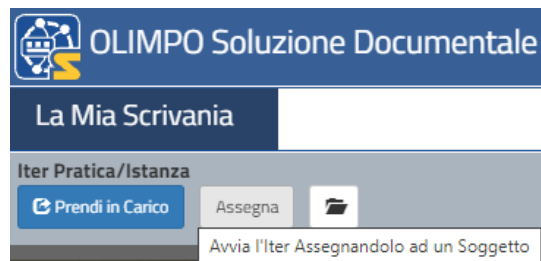 OLIMPO Soluzione Documentale
La Mia Scrivania
Iter Pratica/Istanza
Prendi in Carico Assegna
Avvia l'Iter Assegnandolo ad un Soggetto